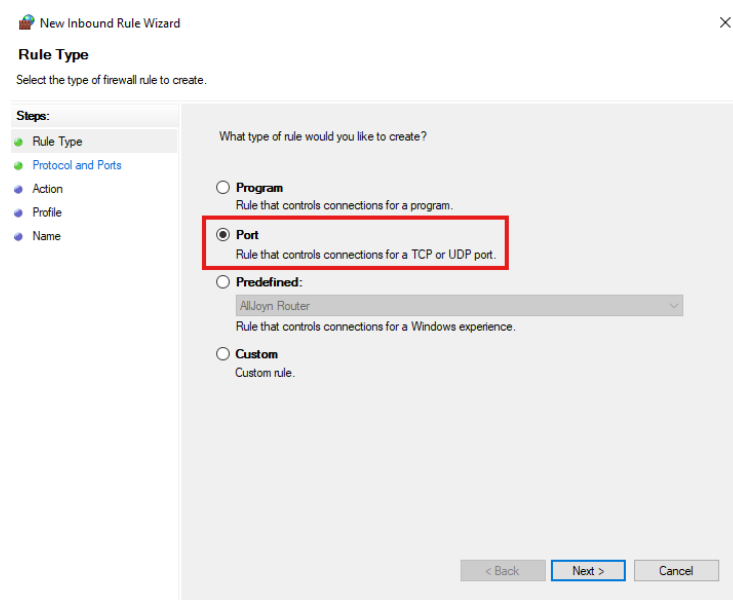 New Inbound Rule Wizard
Rule Type
Select the type of firewall rule to create.
Steps:
Rule Type
Protocol and Ports
Action
Profile
Name
What type of rule would you like to create?
Program
Rule that controls connections for a program.
Port
Rule that controls connections for a TCP or UDP port.
Predefined:
AllJoyn Router
Rule that controls connections for a Windows experience.
Custom
Custom rule.
< Back
Next >
Cancel